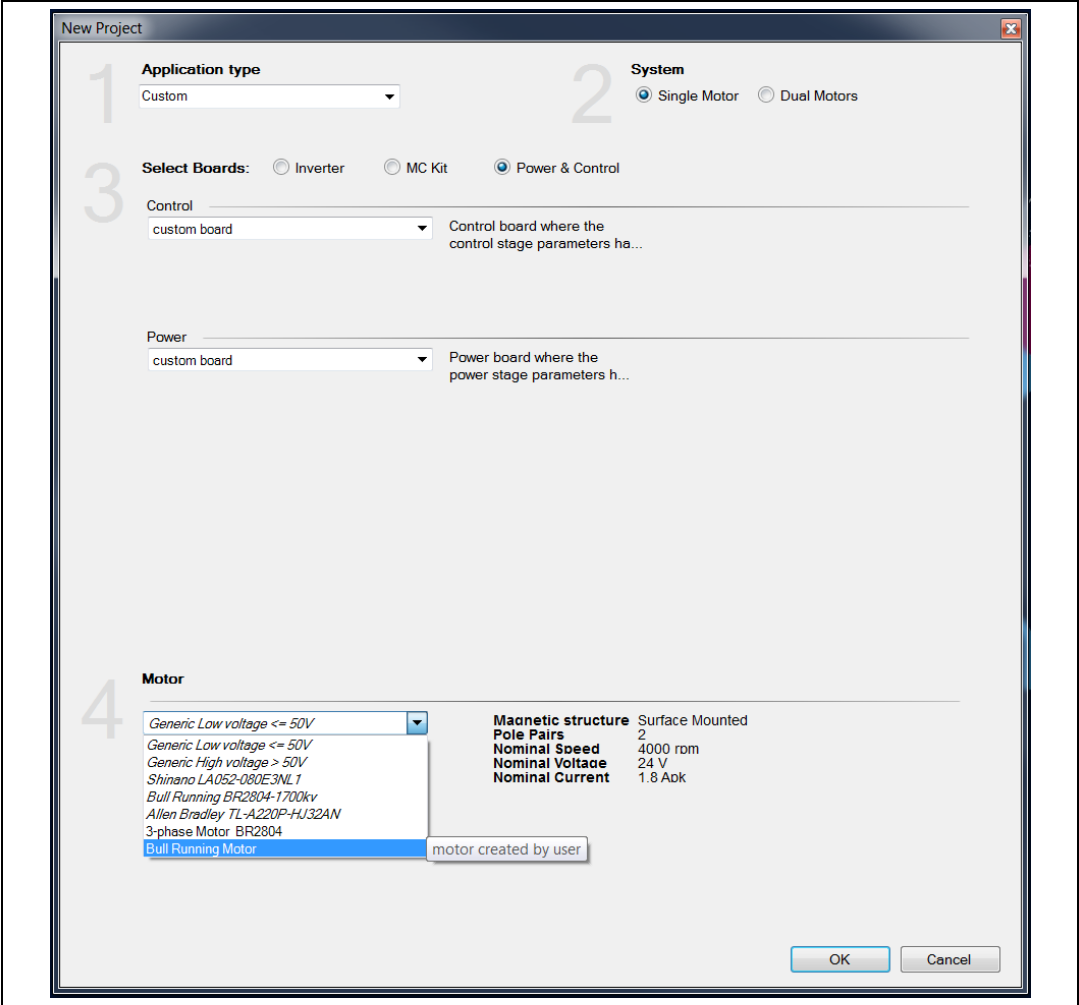 New Project
1
Application type
Custom
2
System
Single Motor
Dual Motors
3
Select Boards:
Inverter
MC Kit
Power & Control
Control
custom board
Control board where the
control stage parameters ha...
Power
custom board
Power board where the
power stage parameters h...
4
Motor
Generic Low voltage <= 50V
Generic Low voltage <= 50V
Generic High voltage > 50V
Shinano LA052-080E3NL1
Bull Running BR2804-1700kv
Allen Bradley TL-A220P-HJ32AN
3-phase Motor BR2804
Bull Running Motor
motor created by user
Magnetic structure Surface Mounted
Pole Pairs 2
Nominal Speed 4000 rpm
Nominal Voltage 24 V
Nominal Current 1.8 Apk
OK
Cancel